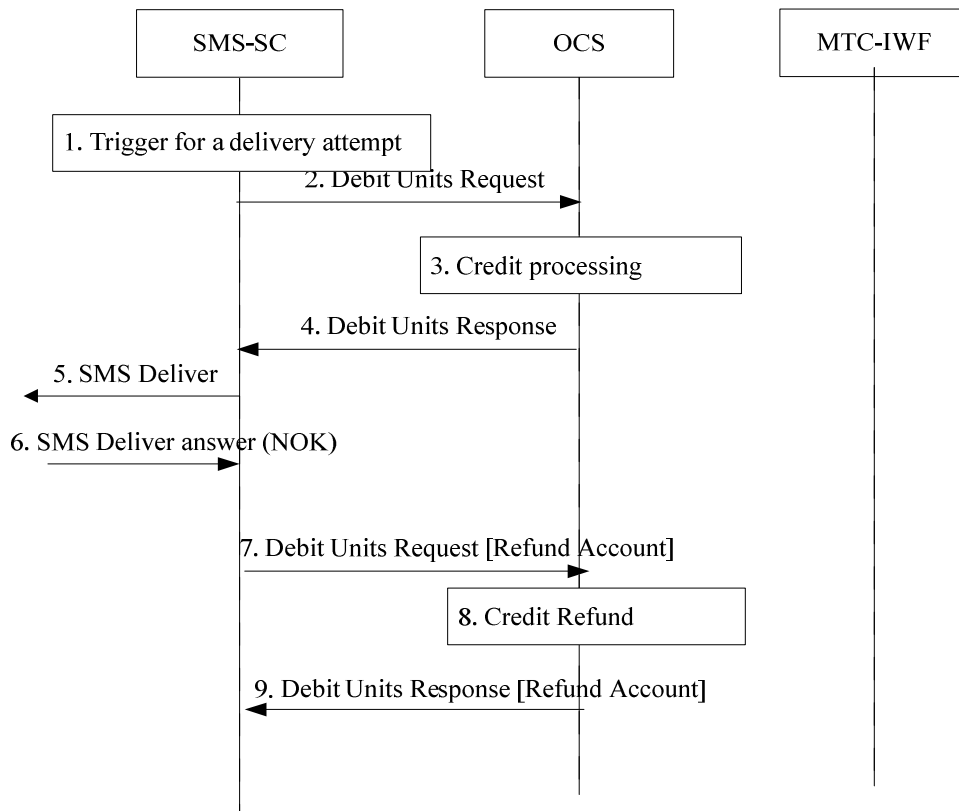 SMS-SC
OCS
MTC-IWF
1. Trigger for a delivery attempt
2. Debit Units Request
3. Credit processing
4. Debit Units Response
5. SMS Deliver
6. SMS Deliver answer (NOK)
7. Debit Units Request [Refund Account]
8. Credit Refund
9. Debit Units Response [Refund Account]